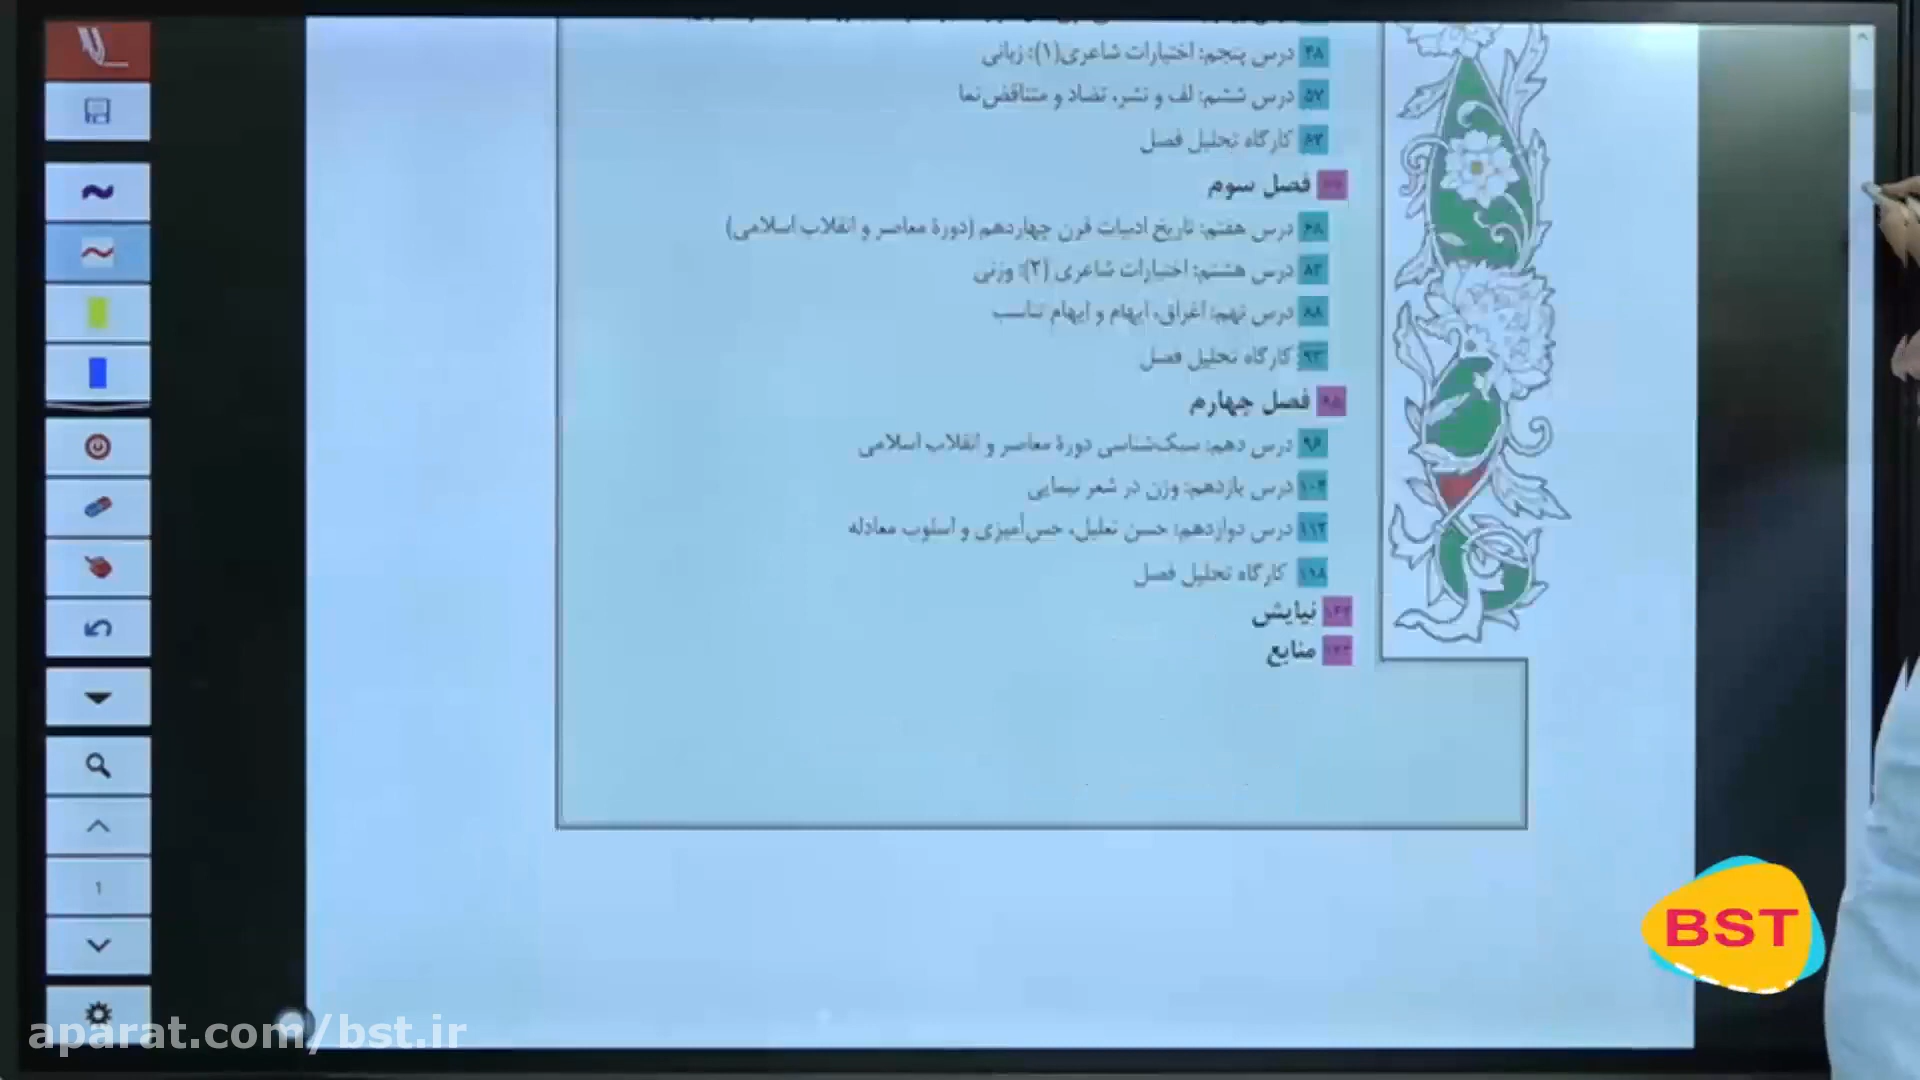 ۴۸ درس پنجم: اختیارات شاعری(۱): زبانی
۵۷ درس ششم: لف و نشر، تضاد و متناقض‌نما
۶۳ کارگاه تحلیل فصل
فصل سوم
۶۸ درس هفتم: تاریخ ادبیات قرن چهاردهم (دورهٔ معاصر و انقلاب اسلامی)
۸۲ درس هشتم: اختیارات شاعری (۲): وزنی
۸۸ درس نهم: اغراق، ایهام و ایهام تناسب
۹۳ کارگاه تحلیل فصل
۹۵ فصل چهارم
۹۶ درس دهم: سبک‌شناسی دورهٔ معاصر و انقلاب اسلامی
۱۰۴ درس یازدهم: وزن در شعر نیمایی
۱۱۲ درس دوازدهم: حسن تعلیل، حس‌آمیزی و اسلوب معادله
۱۱۸ کارگاه تحلیل فصل
نیایش
منابع
1
BST
aparat.com/bst.ir